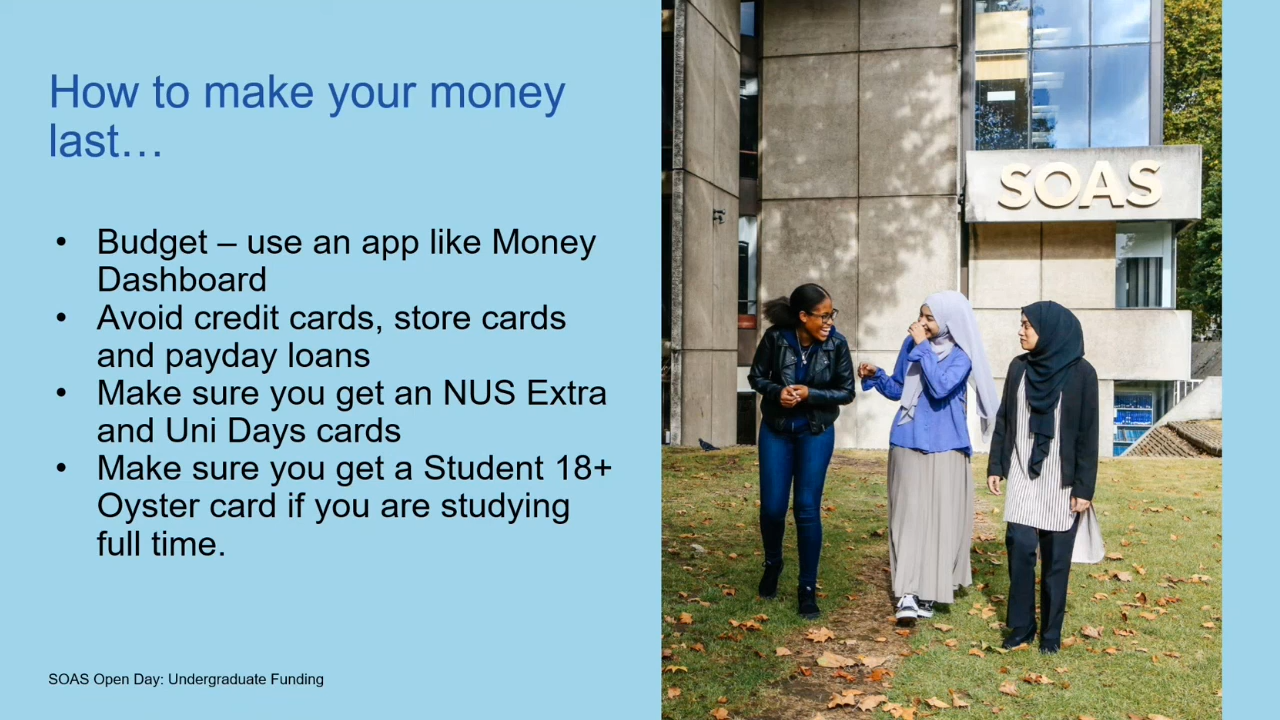 How to make your money
last…
• Budget – use an app like Money
Dashboard
• Avoid credit cards, store cards
and payday loans
• Make sure you get an NUS Extra
and Uni Days cards
• Make sure you get a Student 18+
Oyster card if you are studying
full time.
SOAS Open Day: Undergraduate Funding
SOAS